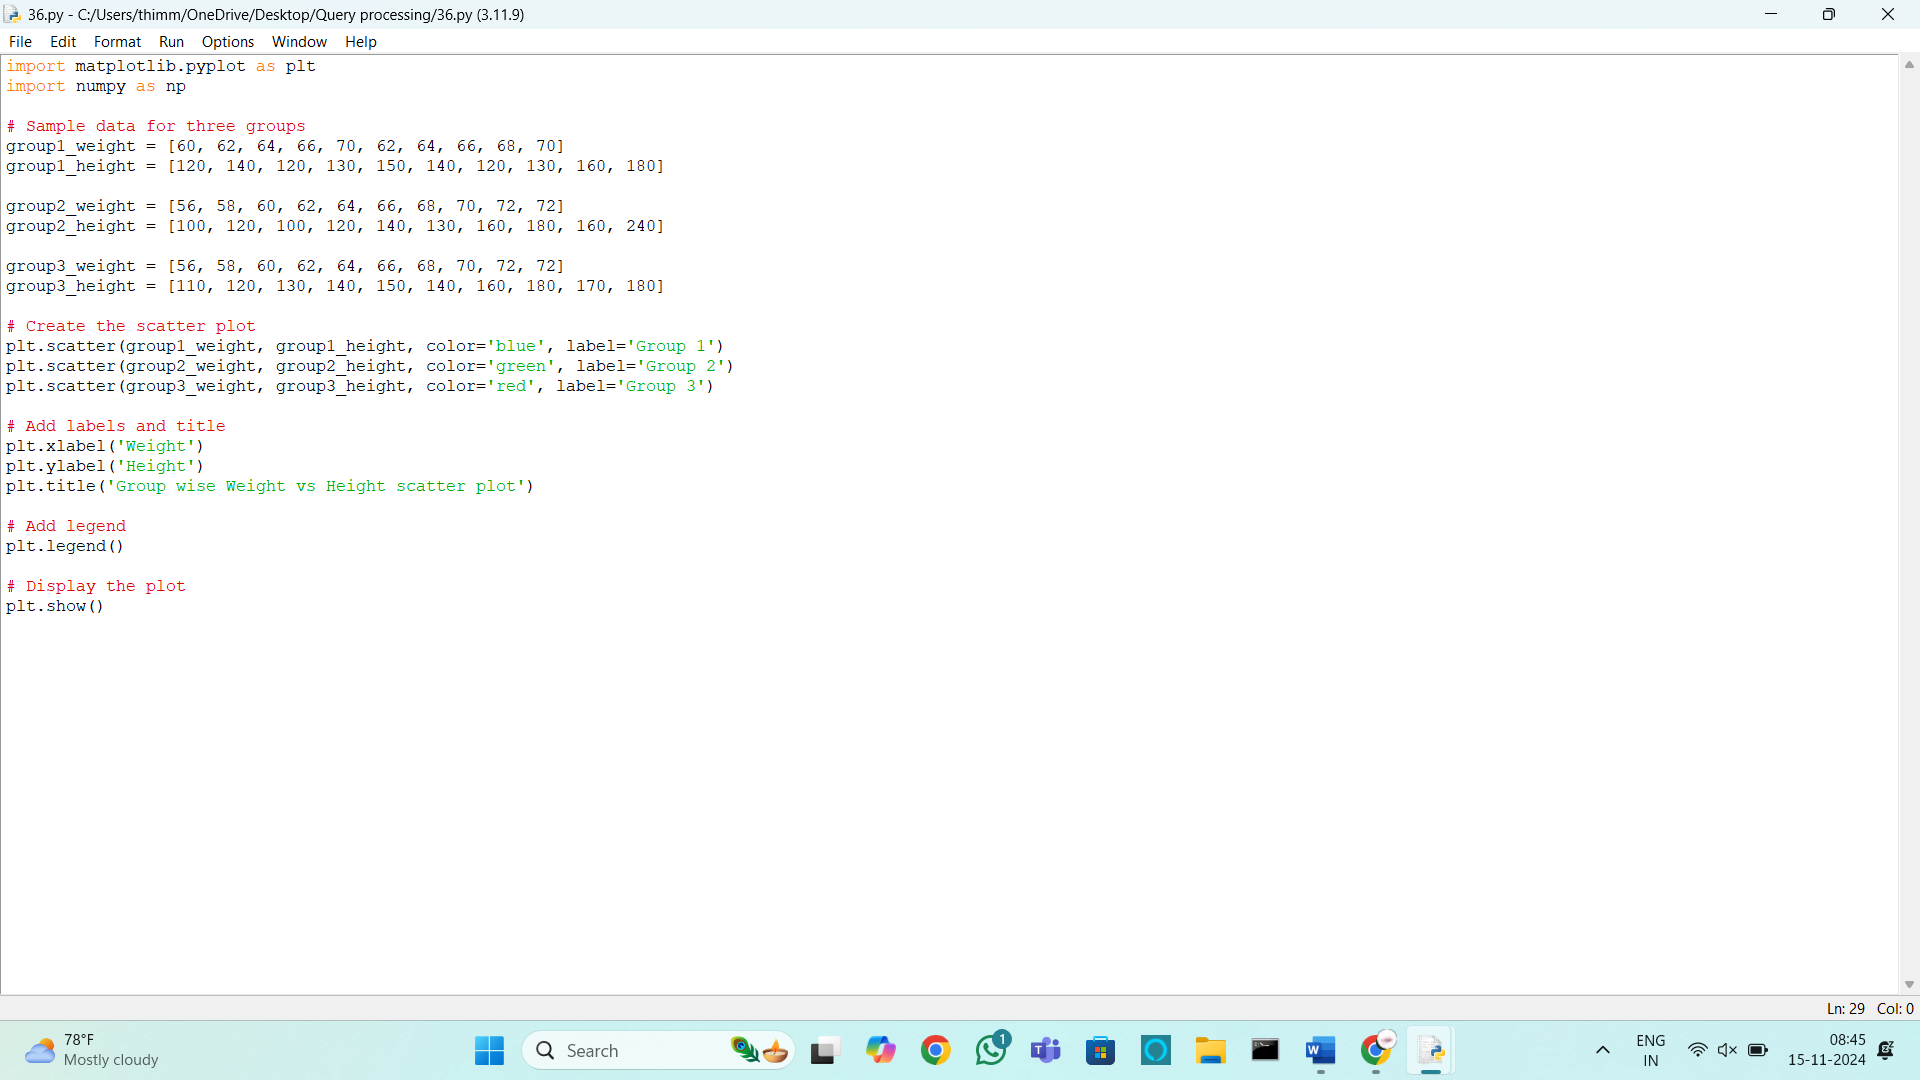 36.py - C:/Users/thimm/OneDrive/Desktop/Query processing/36.py (3.11.9)
File Edit Format Run Options Window Help
import matplotlib.pyplot as plt
import numpy as np
# Sample data for three groups
group1_weight = [60, 62, 64, 66, 70, 62, 64, 66, 68, 70]
group1_height = [120, 140, 120, 130, 150, 140, 120, 130, 160, 180]
group2_weight = [56, 58, 60, 62, 64, 66, 68, 70, 72, 72]
group2_height = [100, 120, 100, 120, 140, 130, 160, 180, 160, 240]
group3_weight = [56, 58, 60, 62, 64, 66, 68, 70, 72, 72]
group3_height = [110, 120, 130, 140, 150, 140, 160, 180, 170, 180]
# Create the scatter plot
plt.scatter(group1_weight, group1_height, color='blue', label='Group 1')
plt.scatter(group2_weight, group2_height, color='green', label='Group 2')
plt.scatter(group3_weight, group3_height, color='red', label='Group 3')
# Add labels and title
plt.xlabel('Weight')
plt.ylabel('Height')
plt.title('Group wise Weight vs Height scatter plot')
# Add legend
plt.legend()
# Display the plot
plt.show()
Ln: 29 Col: 0
78°F
Mostly cloudy
Search
1
ENG
IN
08:45
15-11-2024